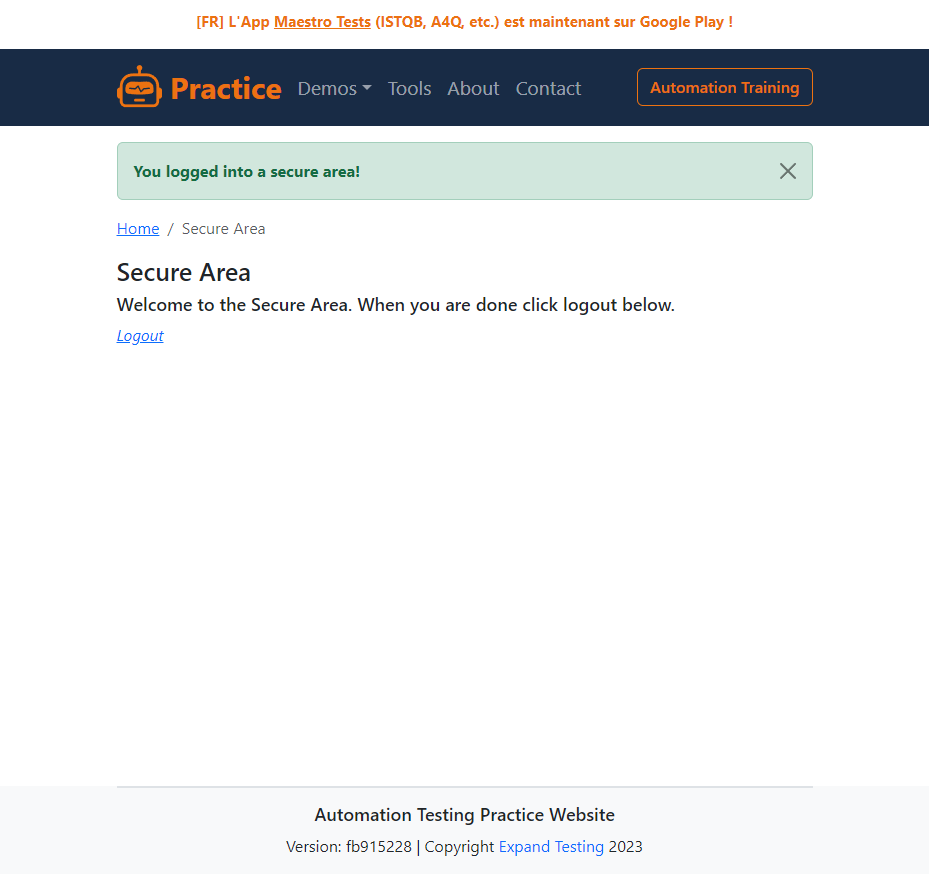 [FR] L'App Maestro Tests (ISTQB, A4Q, etc.) est maintenant sur Google Play !
Practice Demos Tools About Contact Automation Training
You logged into a secure area!
Home / Secure Area
Secure Area
Welcome to the Secure Area. When you are done click logout below.
Logout
Automation Testing Practice Website
Version: fb915228 | Copyright Expand Testing 2023